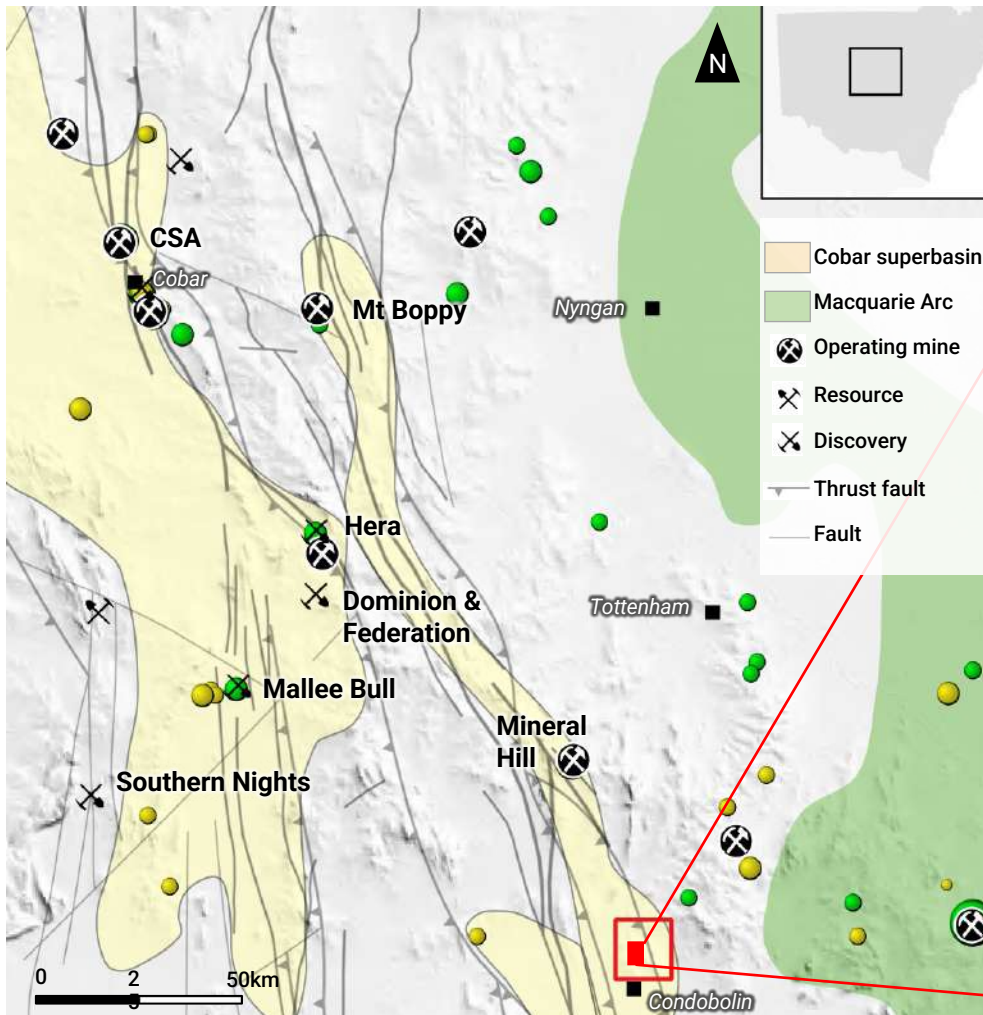 N
CSA
Cobar
Mt Boppy
Nyngan
Cobar superbasin
Macquarie Arc
Operating mine
Resource
Discovery
Thrust fault
Fault
Hera
Dominion &
Federation
Tottenham
Mallee Bull
Mineral
Hill
Southern Nights
0 2 50km
5
Condobolin